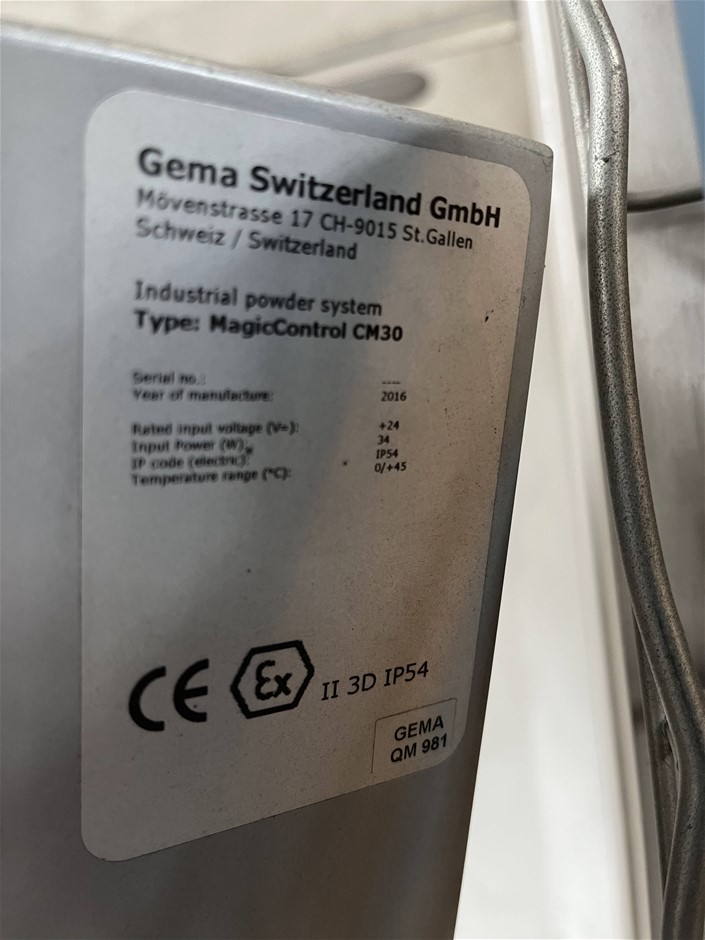 Gema Switzerland GmbH
Mövenstrasse 17 CH-9015 St.Gallen
Schweiz / Switzerland
Industrial powder system
Type: MagicControl CM30
Serial no.: ----
Year of manufacture: 2016
Rated input voltage (V=): +24
Input Power (W): 34
IP code (electric): IP54
Temperature range (°C): 0/+45
CE Ex II 3D IP54
GEMA
QM 981